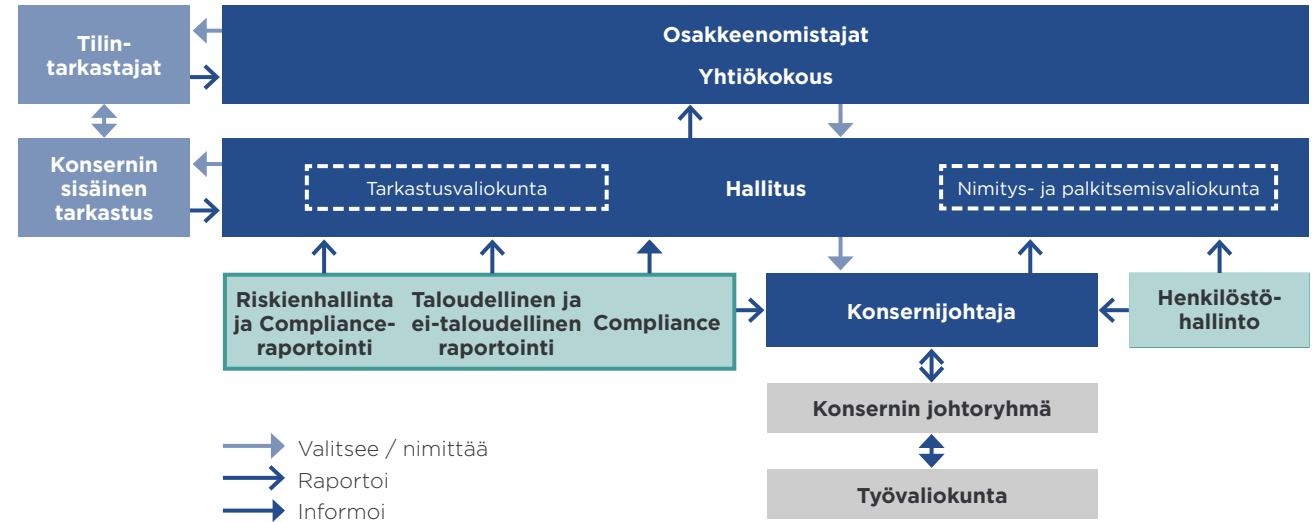 Tilin-
tarkastajat
Osakkeenomistajat
Yhtiökokous
Konsernin
sisäinen
tarkastus
Tarkastusvaliokunta
Hallitus
Nimitys- ja palkitsemisvaliokunta
Riskienhallinta
ja Compliance-
raportointi
Taloudellinen ja
ei-taloudellinen
raportointi
Compliance
Konsernijohtaja
Henkilöstö-
hallinto
Konsernin johtoryhmä
Työvaliokunta
Valitsee / nimittää
Raportoi
Informoi